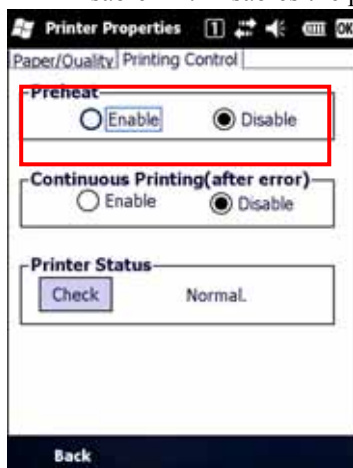 Printer Properties 1 OK
Paper/Quality Printing Control
Preheat
Enable Disable
Continuous Printing(after error)
Enable Disable
Printer Status
Check Normal.
Back